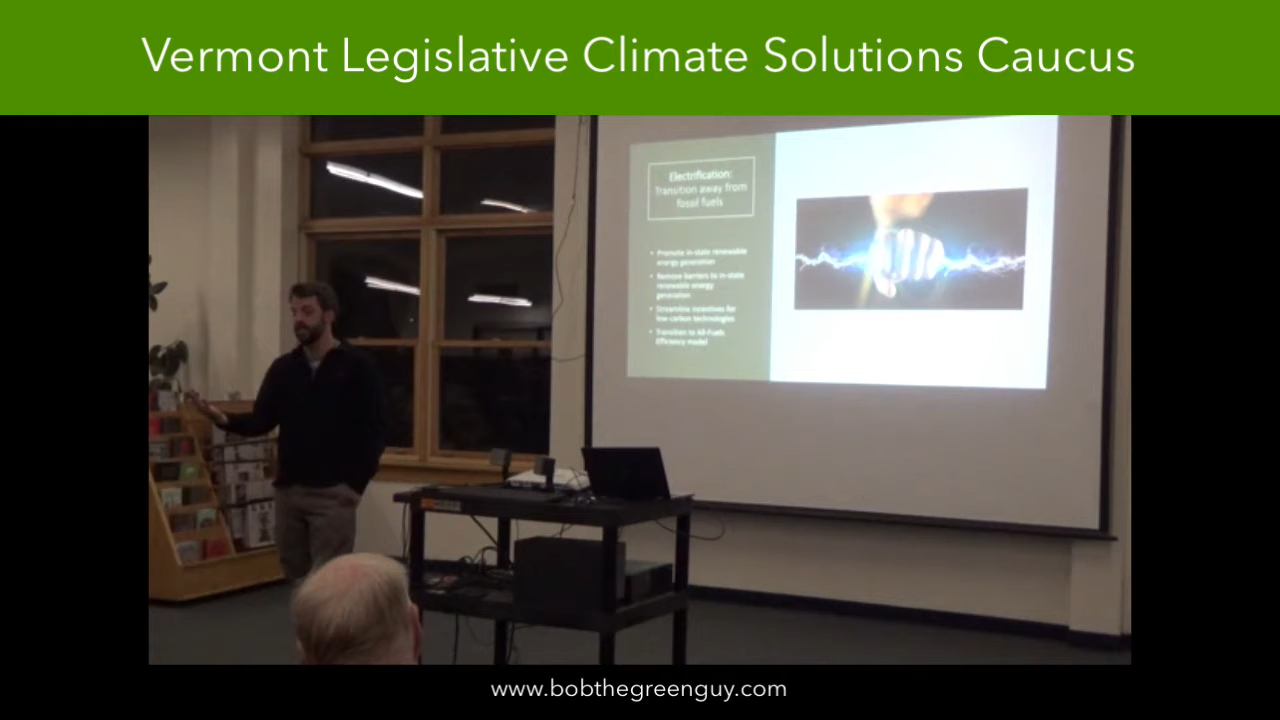 Vermont Legislative Climate Solutions Caucus
Electrification:
Transition away from
fossil fuels
• Promote in-state renewable
energy generation
• Remove barriers to in-state
renewable energy
generation
• Streamline incentives for
low-carbon technologies
• Transition to All-Fuels
Efficiency model
www.bobthegreenguy.com